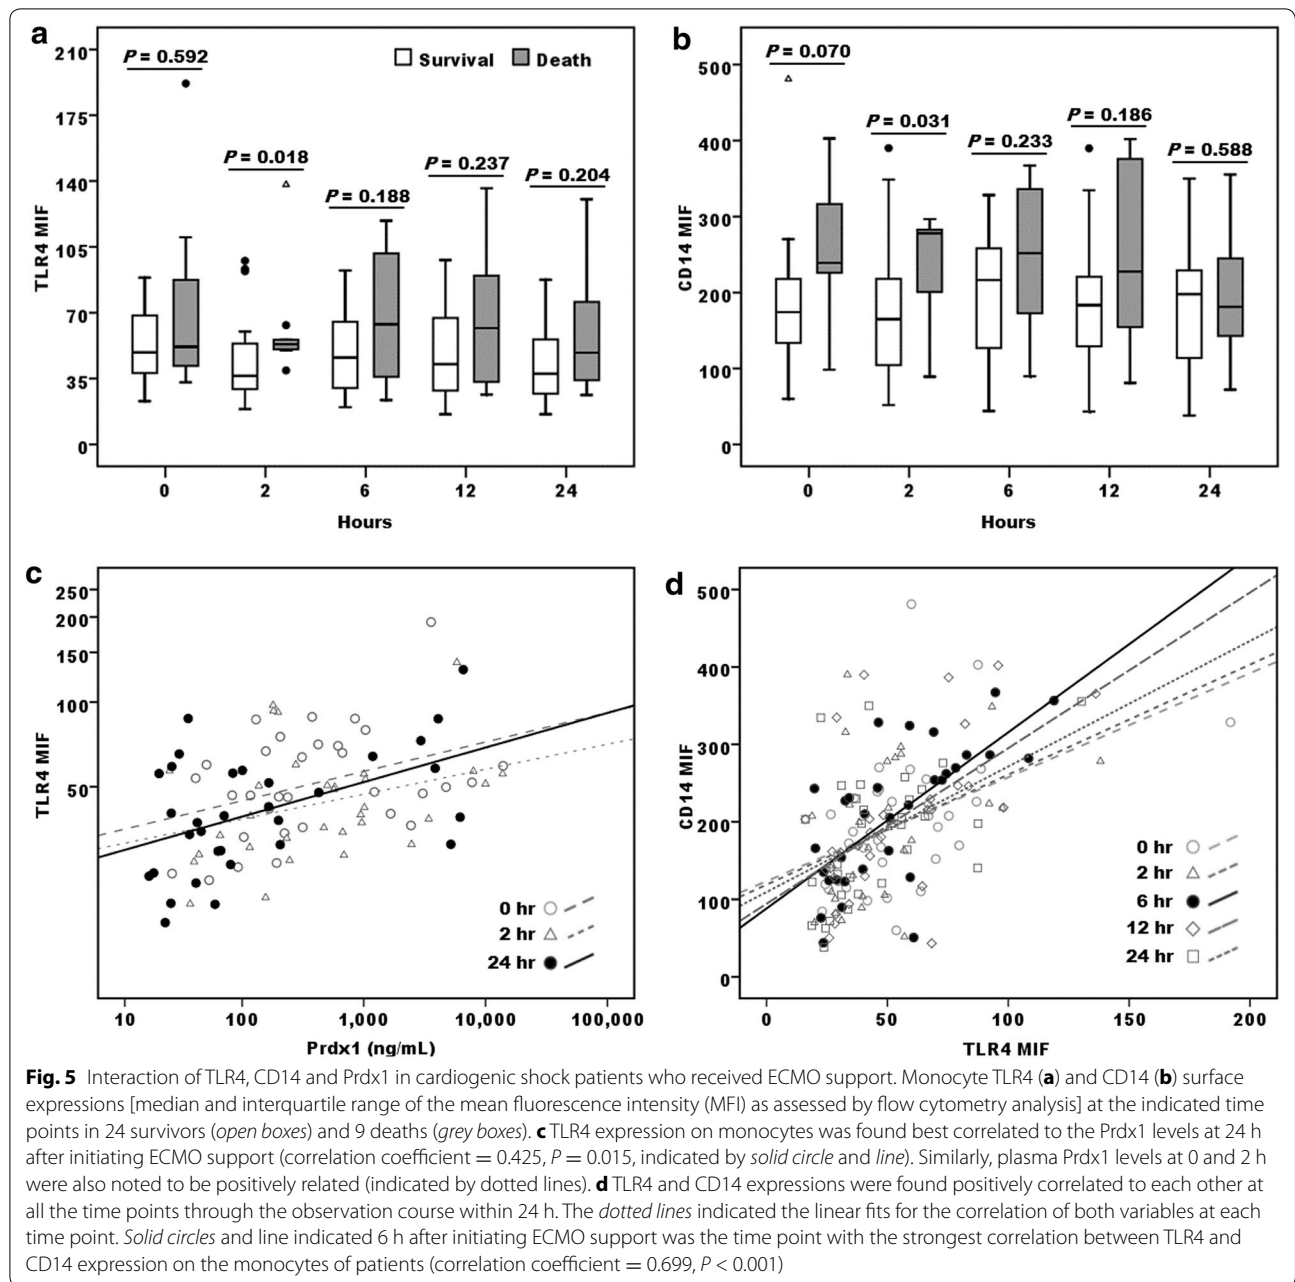 a
210
175
140
105
70
35
0
TLR4 MIF
P = 0.592
P = 0.018
P = 0.188
P = 0.237
P = 0.204
Survival
Death
0 2 6 12 24
Hours
b
500
400
300
200
100
0
CD14 MIF
P = 0.070
P = 0.031
P = 0.233
P = 0.186
P = 0.588
0 2 6 12 24
Hours
c
250
200
150
100
50
TLR4 MIF
0 hr
2 hr
24 hr
10 100 1,000 10,000 100,000
Prdx1 (ng/mL)
d
500
400
300
200
100
0
CD14 MIF
0 hr
2 hr
6 hr
12 hr
24 hr
0 50 100 150 200
TLR4 MIF
Fig. 5 Interaction of TLR4, CD14 and Prdx1 in cardiogenic shock patients who received ECMO support. Monocyte TLR4 (a) and CD14 (b) surface
expressions [median and interquartile range of the mean fluorescence intensity (MFI) as assessed by flow cytometry analysis] at the indicated time
points in 24 survivors (open boxes) and 9 deaths (grey boxes). c TLR4 expression on monocytes was found best correlated to the Prdx1 levels at 24 h
after initiating ECMO support (correlation coefficient = 0.425, P = 0.015, indicated by solid circle and line). Similarly, plasma Prdx1 levels at 0 and 2 h
were also noted to be positively related (indicated by dotted lines). d TLR4 and CD14 expressions were found positively correlated to each other at
all the time points through the observation course within 24 h. The dotted lines indicated the linear fits for the correlation of both variables at each
time point. Solid circles and line indicated 6 h after initiating ECMO support was the time point with the strongest correlation between TLR4 and
CD14 expression on the monocytes of patients (correlation coefficient = 0.699, P < 0.001)